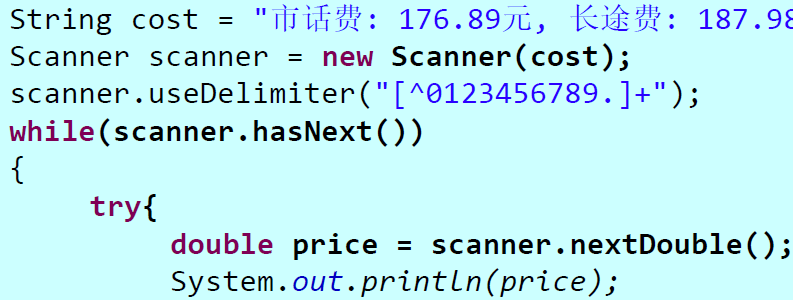 String cost = "市话费: 176.89元, 长途费: 187.98
Scanner scanner = new Scanner(cost);
scanner.useDelimiter("[^0123456789.]+");
while(scanner.hasNext())
{
try{
double price = scanner.nextDouble();
System.out.println(price);